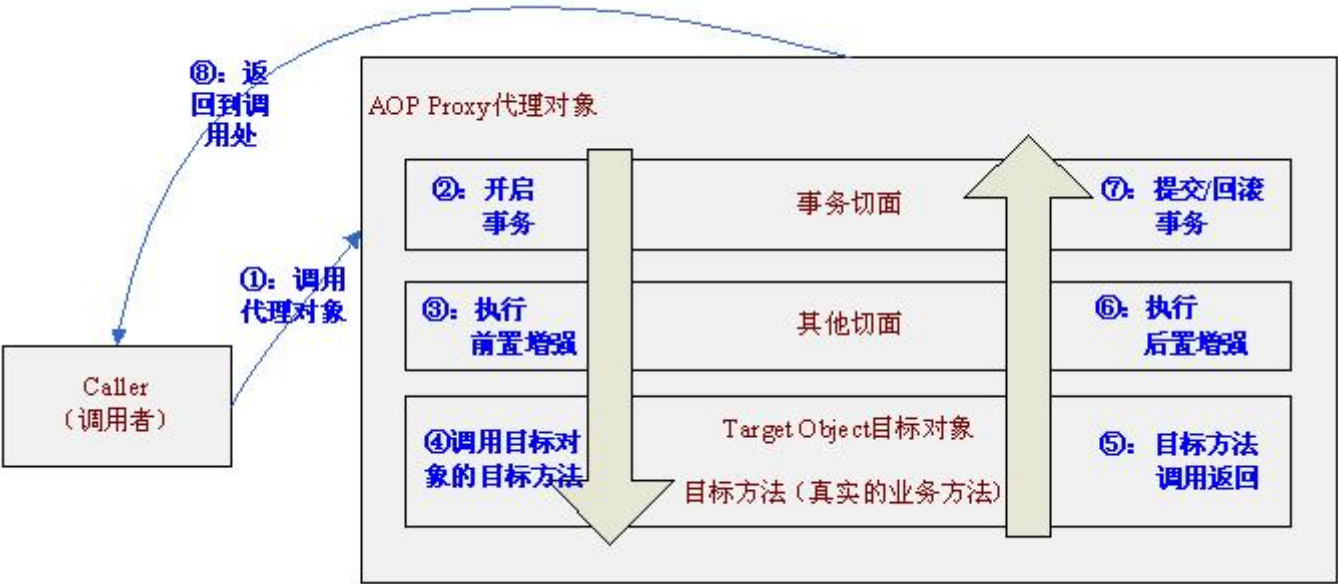 ⑧：返
回到调
用处
AOP Proxy代理对象
②：开启
事务
事务切面
⑦：提交/回滚
事务
①：调用
代理对象
③：执行
前置增强
其他切面
⑥：执行
后置增强
Caller
（调用者）
④调用目标对
象的目标方法
Target Object目标对象
目标方法（真实的业务方法）
⑤：目标方法
调用返回